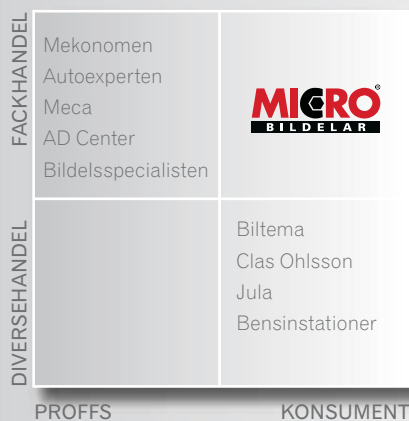 FACKHANDEL
Mekonomen
Autoexperten
Meca
AD Center
Bildelsspecialisten
MICRO®
BILDELAR
DIVERSEHANDEL
Biltema
Clas Ohlsson
Jula
Bensinstationer
PROFFS
KONSUMENT